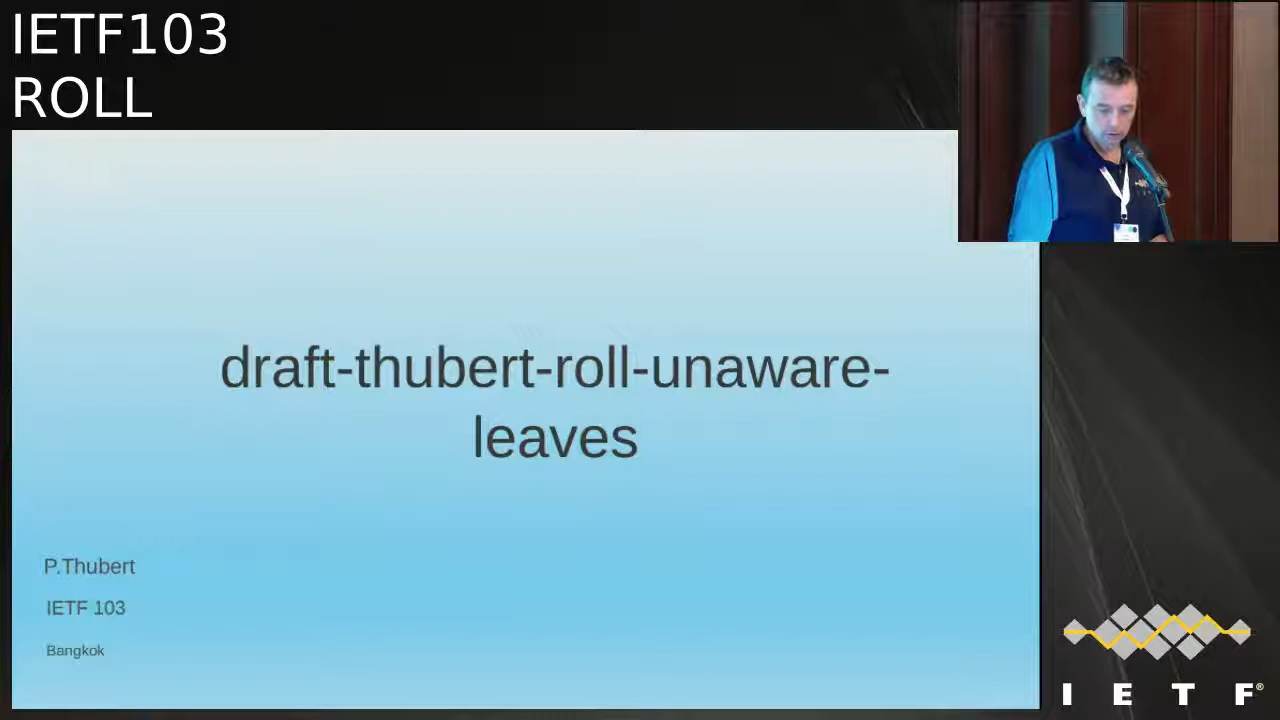 IETF103
ROLL
draft-thubert-roll-unaware-
leaves
P.Thubert
IETF 103
Bangkok
I E T F®